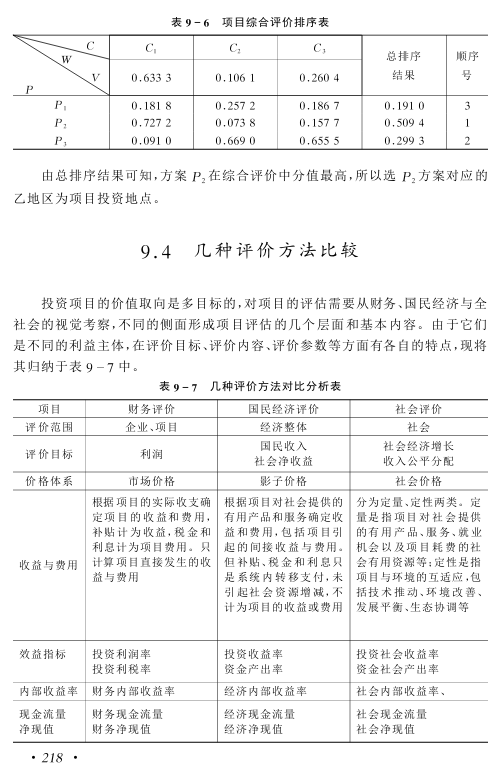 表 9-6 项目综合评价排序表
C W V P C₁ C₂ C₃ 总排序结果 顺序号
0.633 3 0.106 1 0.260 4
P₁ 0.181 8 0.257 2 0.186 7 0.191 0 3
P₂ 0.727 2 0.073 8 0.157 7 0.509 4 1
P₃ 0.091 0 0.669 0 0.655 5 0.299 3 2
由总排序结果可知,方案 P₂ 在综合评价中分值最高,所以选 P₂ 方案对应的
乙地区为项目投资地点。
9.4 几种评价方法比较
投资项目的价值取向是多目标的,对项目的评估需要从财务、国民经济与全
社会的视觉考察,不同的侧面形成项目评估的几个层面和基本内容。由于它们
是不同的利益主体,在评价目标、评价内容、评价参数等方面有各自的特点,现将
其归纳于表 9-7 中。
表 9-7 几种评价方法对比分析表
项目 财务评价 国民经济评价 社会评价
评价范围 企业、项目 经济整体 社会
评价目标 利润
国民收入
社会净收益
社会经济增长
收入公平分配
价格体系 市场价格 影子价格 社会价格
收益与费用
根据项目的实际收支确
定项目的收益和费用,
补贴计为收益,税金和
利息计为项目费用。只
计算项目直接发生的收
益与费用
根据项目对社会提供的
有用产品和服务确定收
益和费用,包括项目引
起的间接收益与费用。
但补贴、税金和利息只
是系统内转移支付,未
引起社会资源增减,不
计为项目的收益或费用
分为定量、定性两类。定
量是指项目对社会提供
的有用产品、服务、就业
机会以及项目耗费的社
会有用资源等;定性是指
项目与环境的互适应,包
括技术推动、环境改善、
发展平衡、生态协调等
效益指标 投资利润率 投资收益率 投资社会收益率
投资利税率 资金产出率 资金社会产出率
内部收益率 财务内部收益率 经济内部收益率 社会内部收益率、
现金流量 财务现金流量 经济现金流量 社会现金流量
净现值 财务净现值 经济净现值 社会净现值
· 218 ·